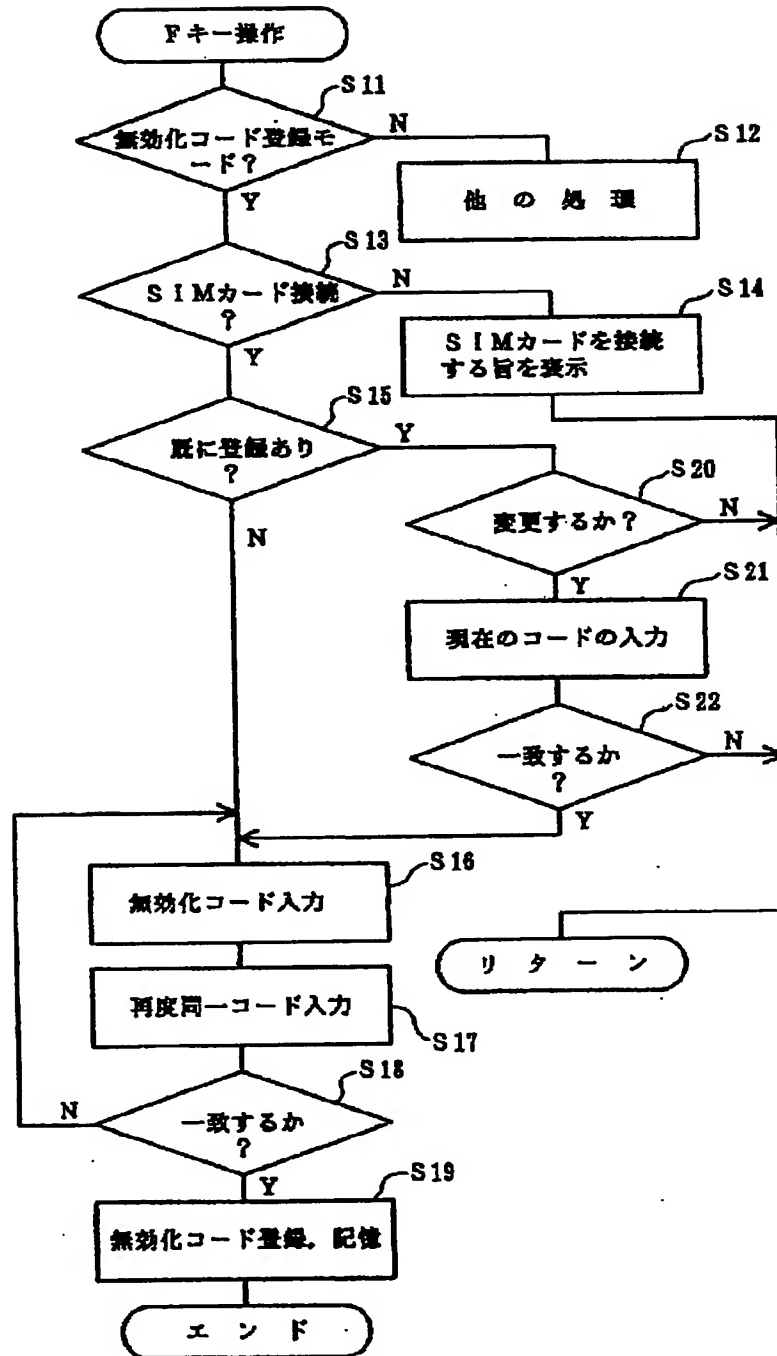 Fキー操作
S11
無効化コード登録モ
ード?
N
Y
S12
他の処理
S13
SIMカード接続
?
N
Y
S14
SIMカードを接続
する旨を表示
S15
既に登録あり
?
Y
N
S20
変更するか?
N
Y
S21
現在のコードの入力
S22
一致するか
?
N
Y
S16
無効化コード入力
リターン
再度同一コード入力
S17
S18
一致するか
?
N
Y
S19
無効化コード登録,記憶
エンド